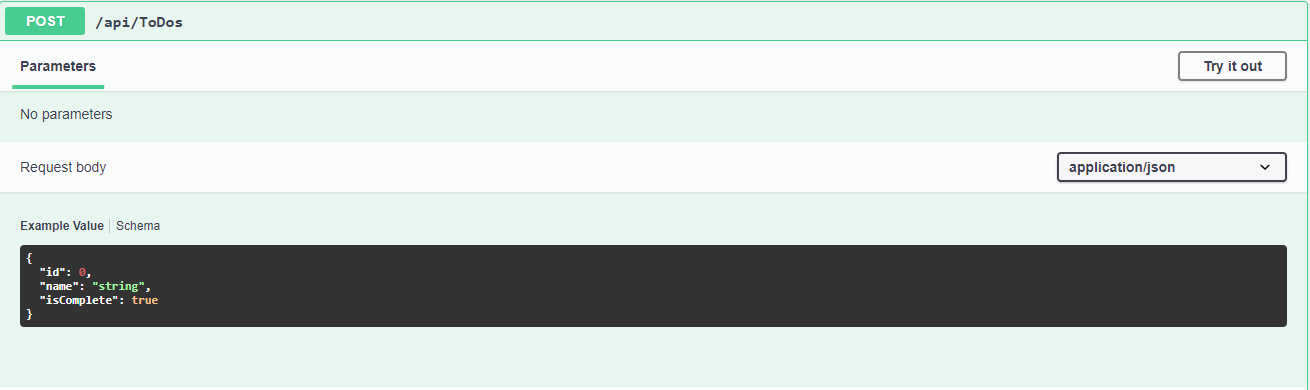 POST /api/ToDos
Parameters Try it out
No parameters
Request body application/json
Example Value Schema
{
"id": 0,
"name": "string",
"isComplete": true
}